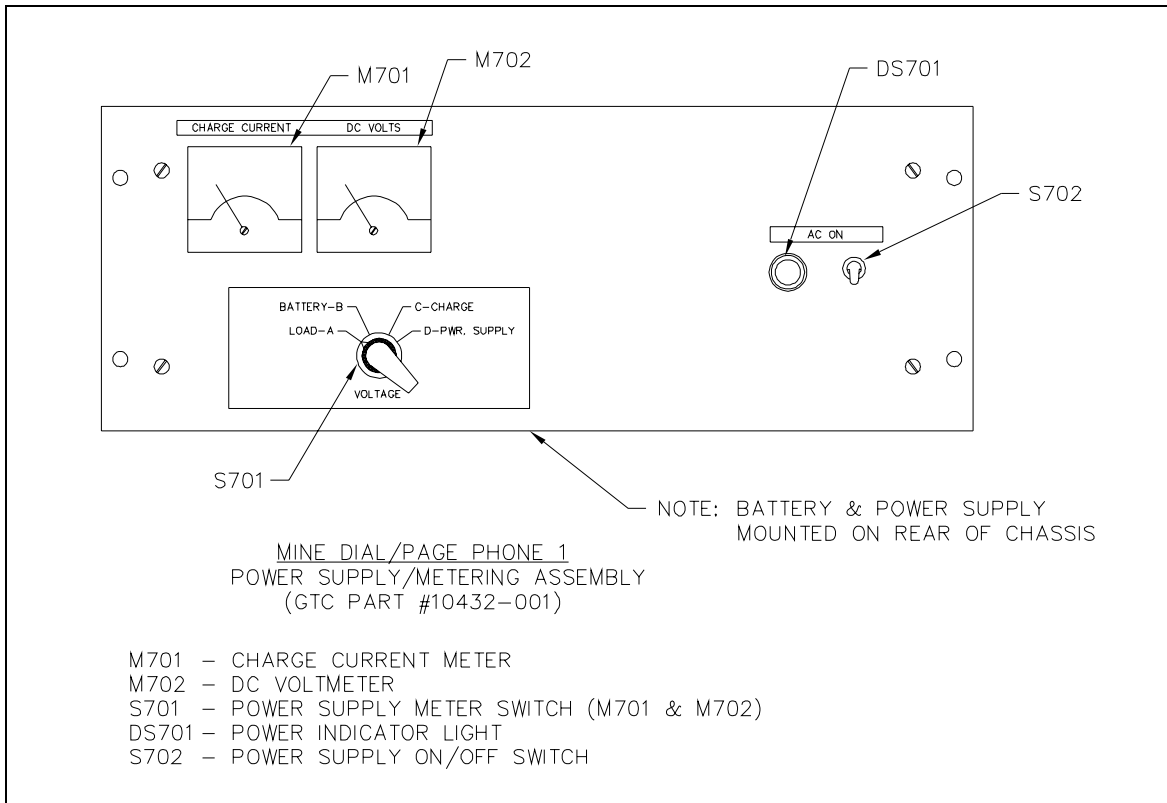 M701
M702
DS701
CHARGE CURRENT
DC VOLTS
S702
AC ON
BATTERY-B
C-CHARGE
LOAD-A
D-PWR. SUPPLY
VOLTAGE
S701
NOTE: BATTERY & POWER SUPPLY
MOUNTED ON REAR OF CHASSIS
MINE DIAL/PAGE PHONE 1
POWER SUPPLY/METERING ASSEMBLY
(GTC PART #10432-001)
M701 - CHARGE CURRENT METER
M702 - DC VOLTMETER
S701 - POWER SUPPLY METER SWITCH (M701 & M702)
DS701 - POWER INDICATOR LIGHT
S702 - POWER SUPPLY ON/OFF SWITCH